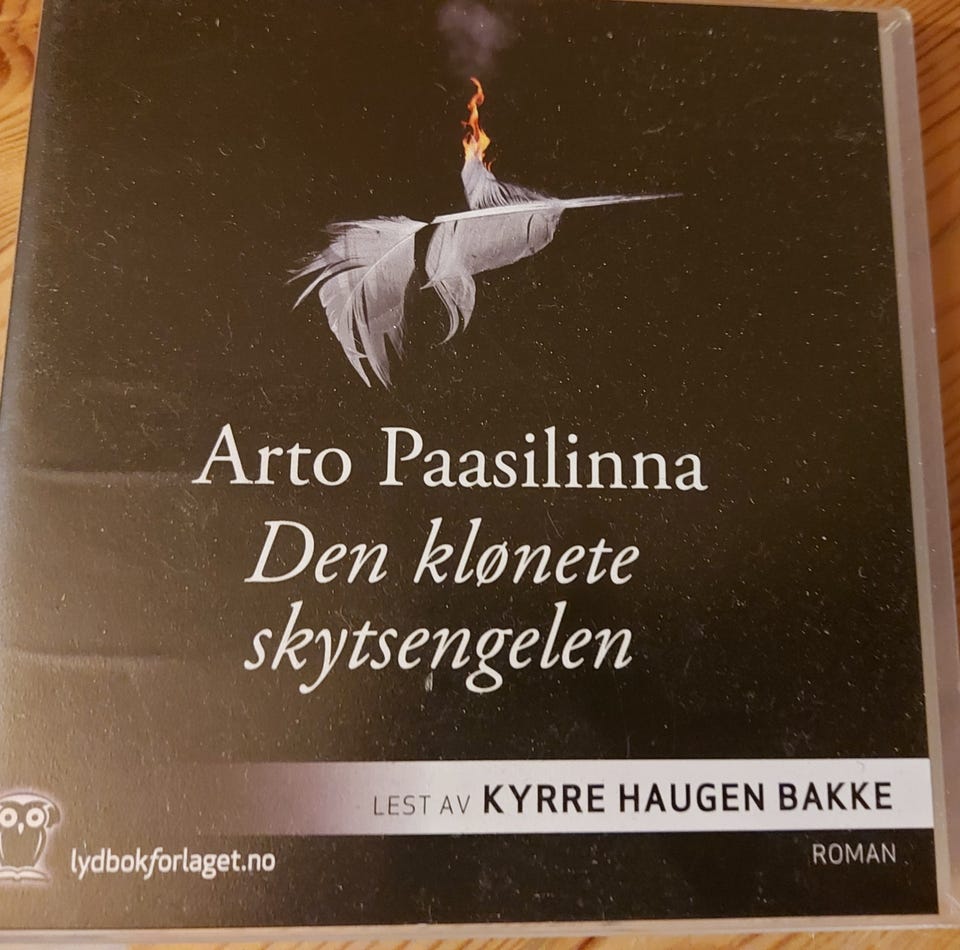 Arto Paasilinna
Den klønete
skytsengelen
LEST AV KYRRE HAUGEN BAKKE
lydbokforlaget.no
ROMAN